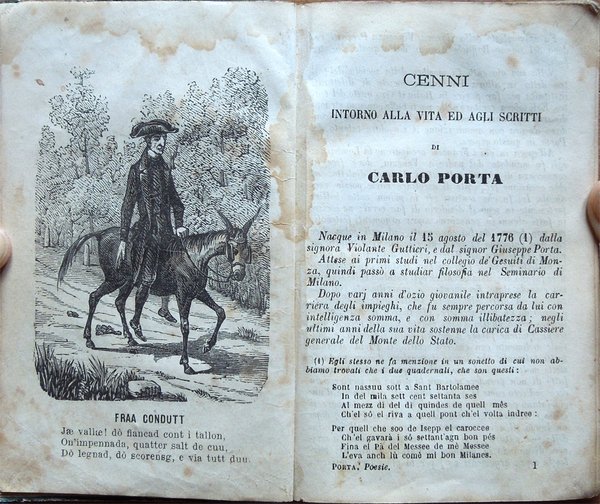 FRAA CONDUTT
Jæ vallæ! dò fiancad cont i tallon,
On'impennada, quatter salt de cuu,
Dò legnad, dò scorensg, e via tutt duu.
CENNI
INTORNO ALLA VITA ED AGLI SCRITTI
DI
CARLO PORTA
Nacque in Milano il 15 agosto del 1776 (1) dalla
signora Violante Guttieri, e dal signor Giuseppe Porta.
Attese ai primi studi nel collegio de'Gesuiti di Mon-
za, quindi passò a studiar filosofia nel Seminario di
Milano.
Dopo varj anni d'ozio giovanile intraprese la car-
riera degli impieghi, che fu sempre percorsa da lui con
intelligenza somma, e con somma illibatezza; negli
ultimi anni della sua vita sostenne la carica di Cassiere
generale del Monte dello Stato.
(1) Egli stesso ne fa menzione in un sonetto di cui non ab-
biamo trovati che i due quadernali, che son questi:
Sont nassuu sott a Sant Bartolamee
In del mila sett cent settanta ses
Al mezz di del dì quindes de quell mês
Ch'el sô el riva a quell pont ch'el volta indree:
Per quell che soo de Isepp el carocces
Ch'el gavarà i sô settant'agn bon pés
Fina el Pà del Messee de mè Messee
L'eva anch lù comè mì bon Milanes.
PORTA, Poesie.
1